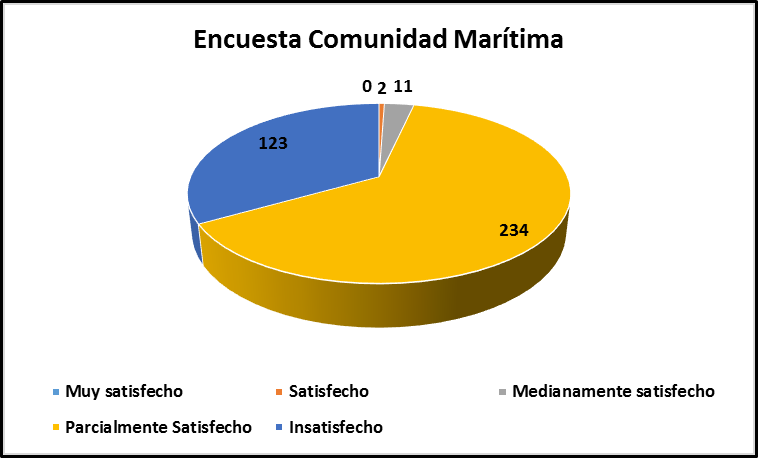 Encuesta Comunidad Marítima
0 2 11
123
234
Muy satisfecho Satisfecho Medianamente satisfecho
Parcialmente Satisfecho Insatisfecho